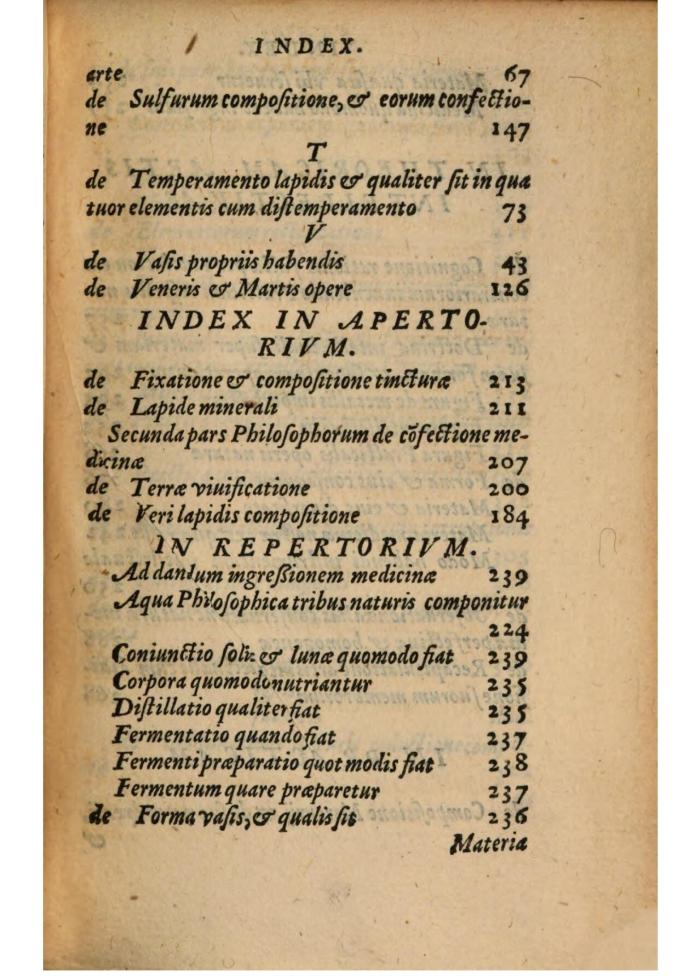 INDEX.
arte 67
de Sulfurum compoſitione, & eorum confectio-
ne 147
T
de Temperamento lapidis & qualiter ſit in qua
tuor elementis cum diſtemperamento 73
V
de Vaſis propriis habendis 43
de Veneris & Martis opere 126
INDEX IN APERTO-
RIVM.
de Fixatione & compoſitione tincturæ 213
de Lapide minerali 211
Secunda pars Philoſophorum de cõfectione me-
dicinæ 207
de Terræ viuificatione 200
de Veri lapidis compoſitione 184
IN REPERTORIVM.
Ad dandum ingreßionem medicinæ 239
Aqua Philoſophica tribus naturis componitur
224
Coniunctio ſolis & lunæ quomodo fiat 239
Corpora quomodo nutriantur 235
Diſtillatio qualiter fiat 235
Fermentatio quando fiat 237
Fermenti præparatio quot modis fiat 238
Fermentum quare præparetur 237
de Forma vaſis, & qualis ſit 236
Materia